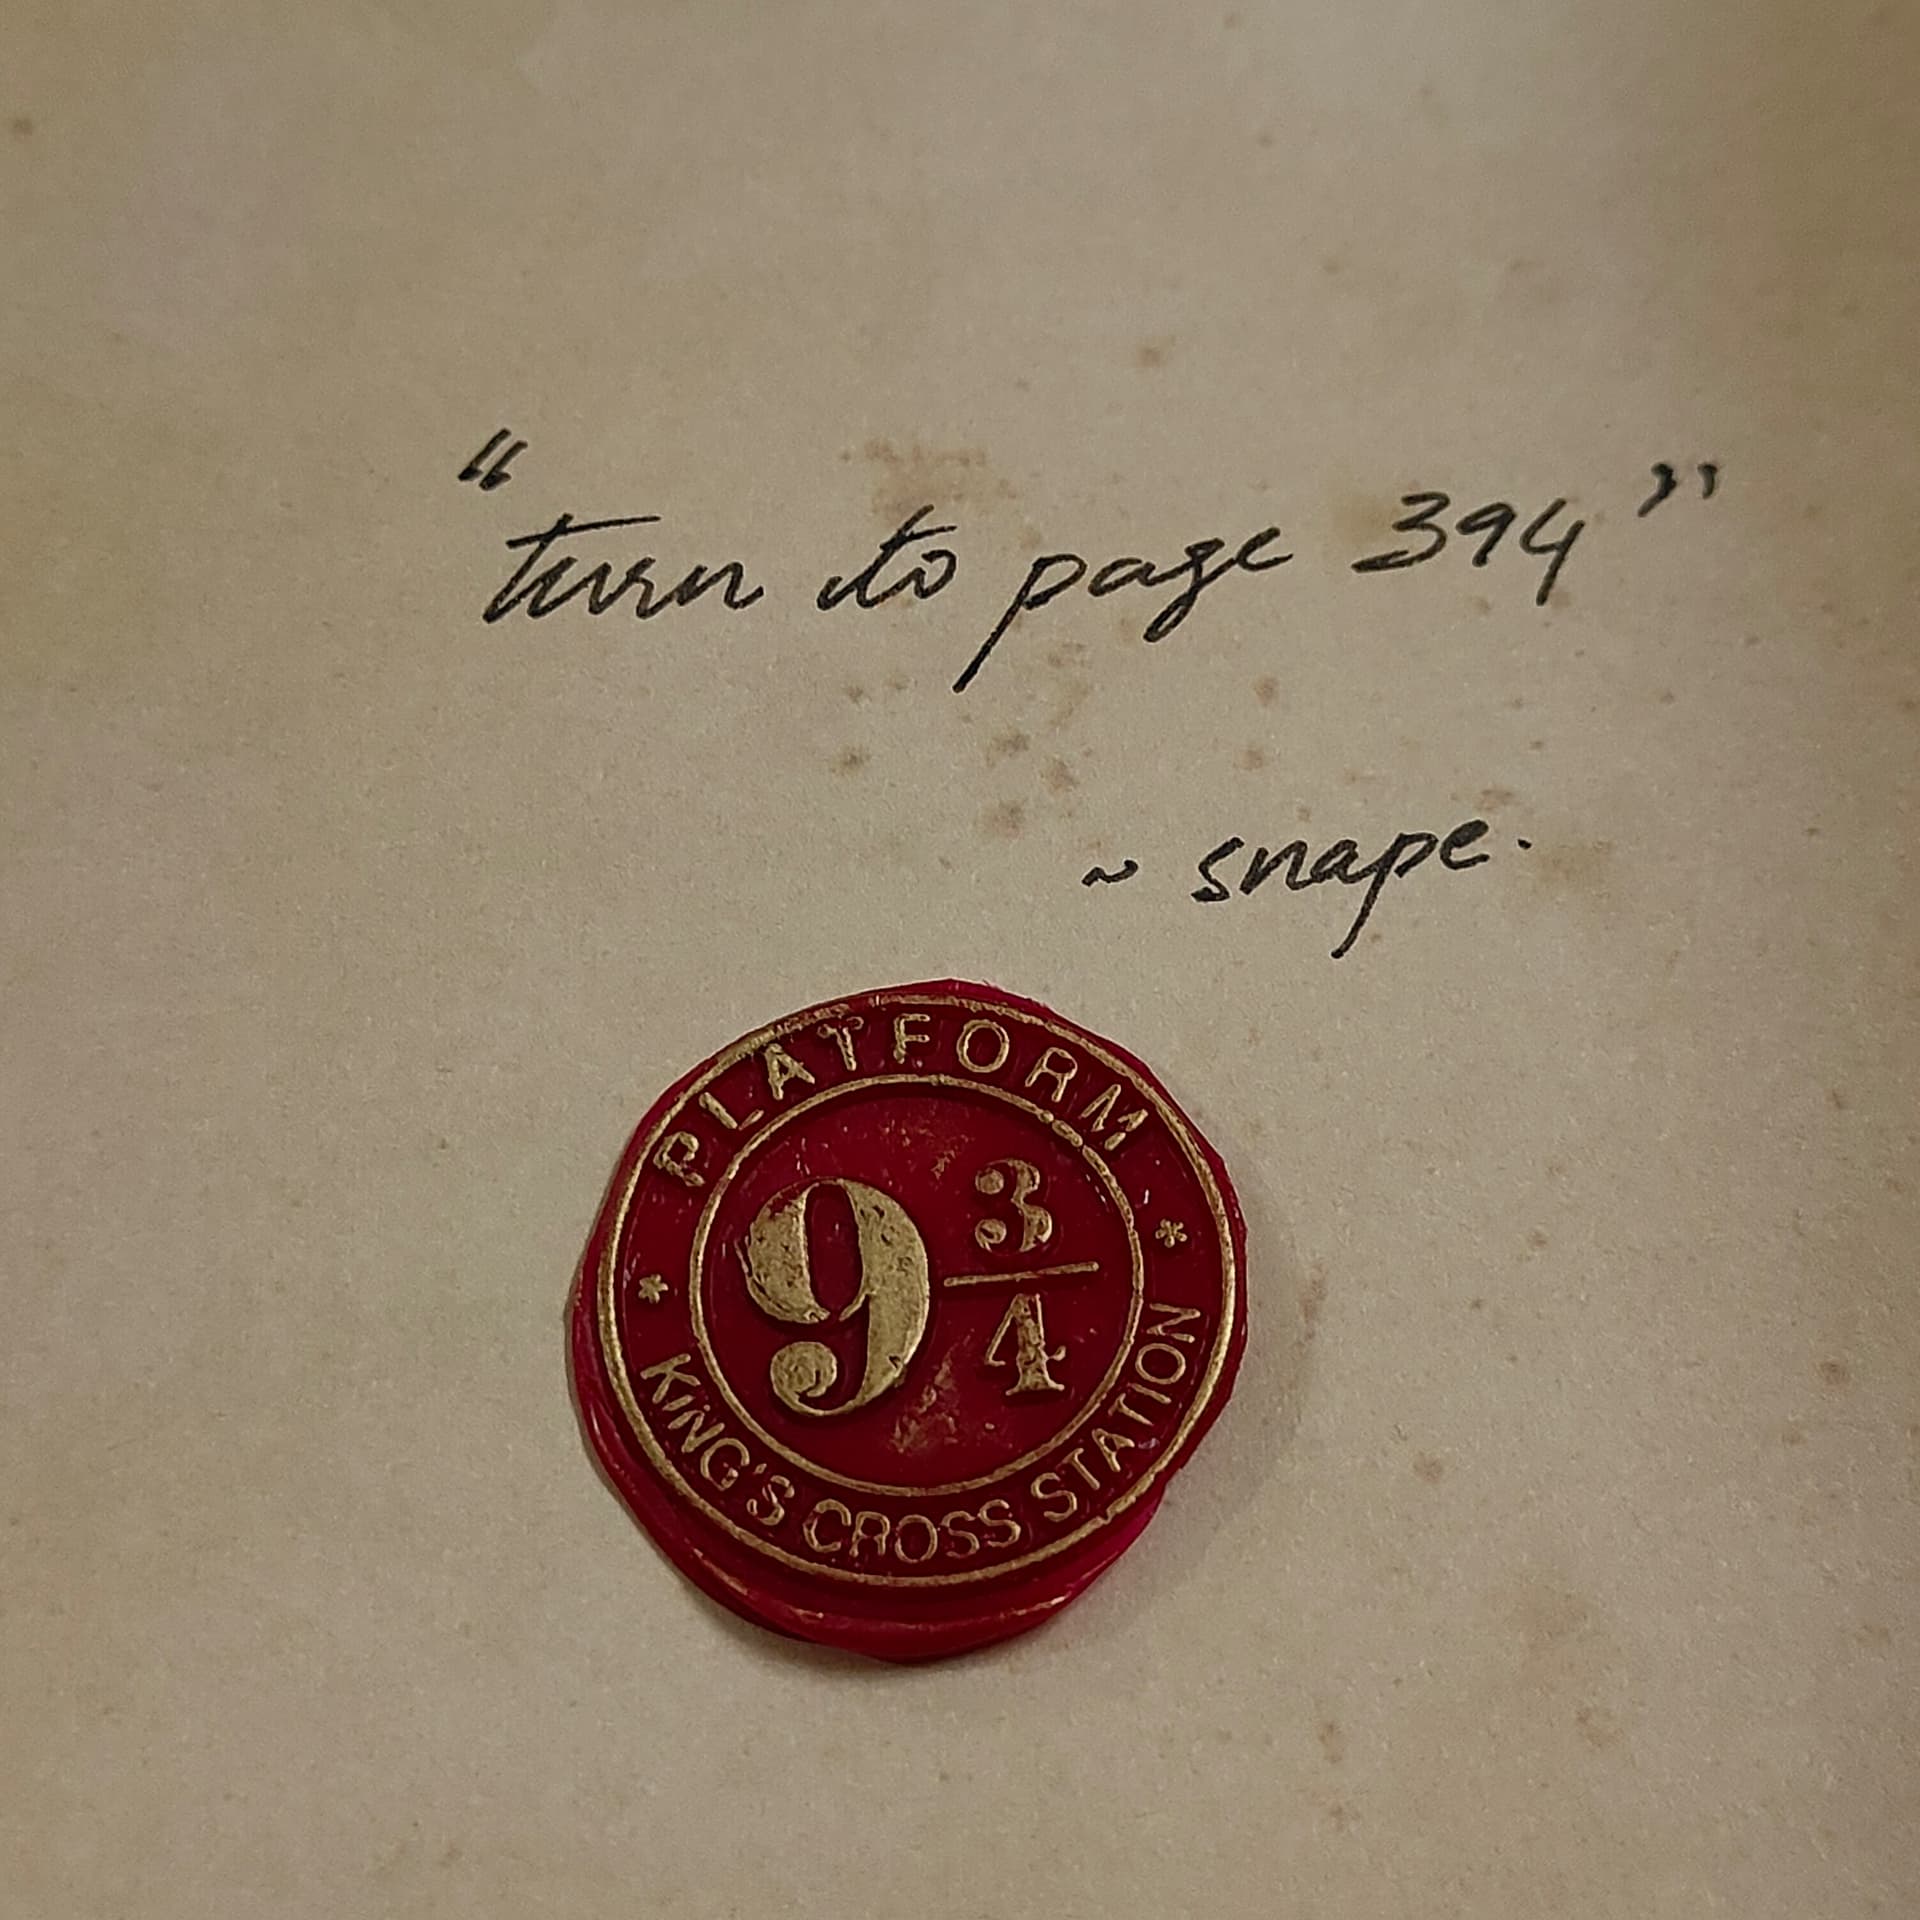 “turn to page 394”
~ snape.
PLATFORM
9 3/4
* *
KING'S CROSS STATION